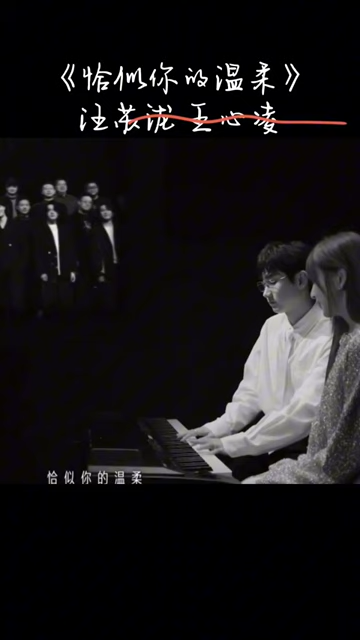 《恰似你的温柔》
汪苏泷 王心凌
恰似你的温柔